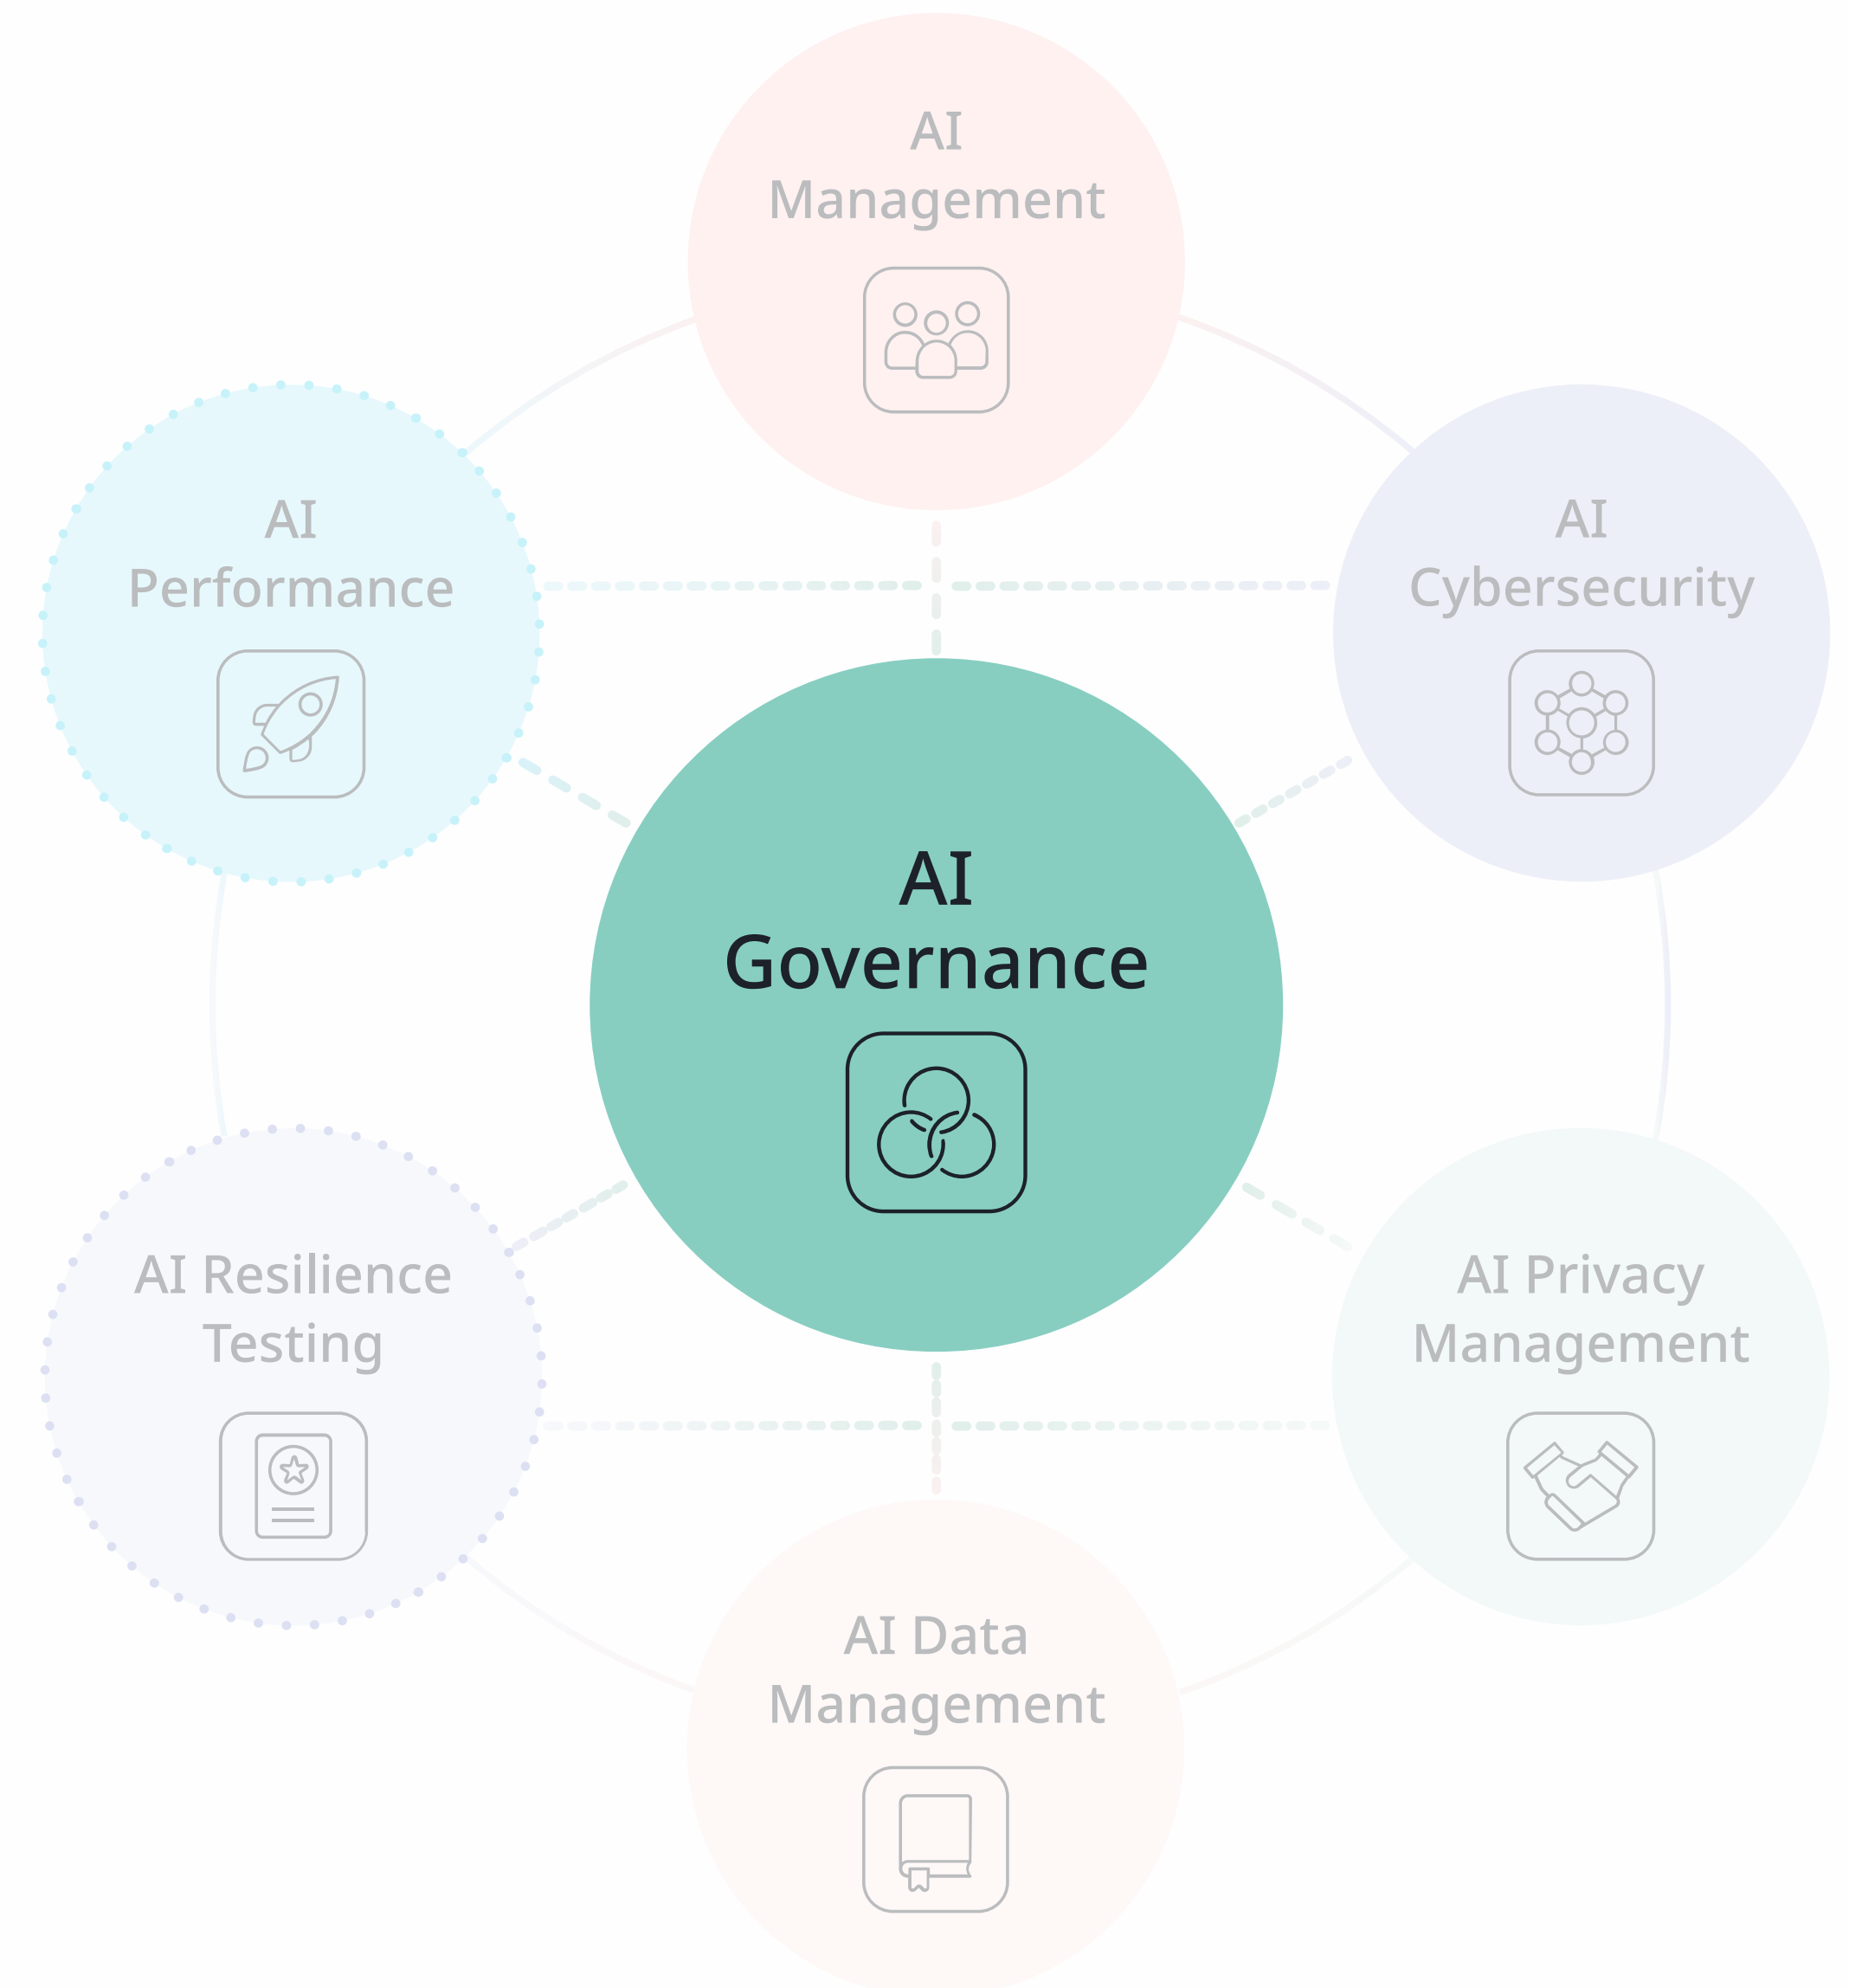 AI
Management
AI
Performance
AI
Cybersecurity
AI
Governance
AI Resilience
Testing
AI Privacy
Management
AI Data
Management